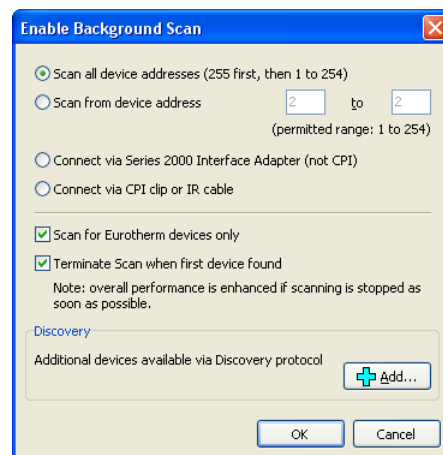 Enable Background Scan
Scan all device addresses (255 first, then 1 to 254)
Scan from device address 2 to 2
(permitted range: 1 to 254)
Connect via Series 2000 Interface Adapter (not CPI)
Connect via CPI clip or IR cable
Scan for Eurotherm devices only
Terminate Scan when first device found
Note: overall performance is enhanced if scanning is stopped as
soon as possible.
Discovery
Additional devices available via Discovery protocol
Add...
OK Cancel